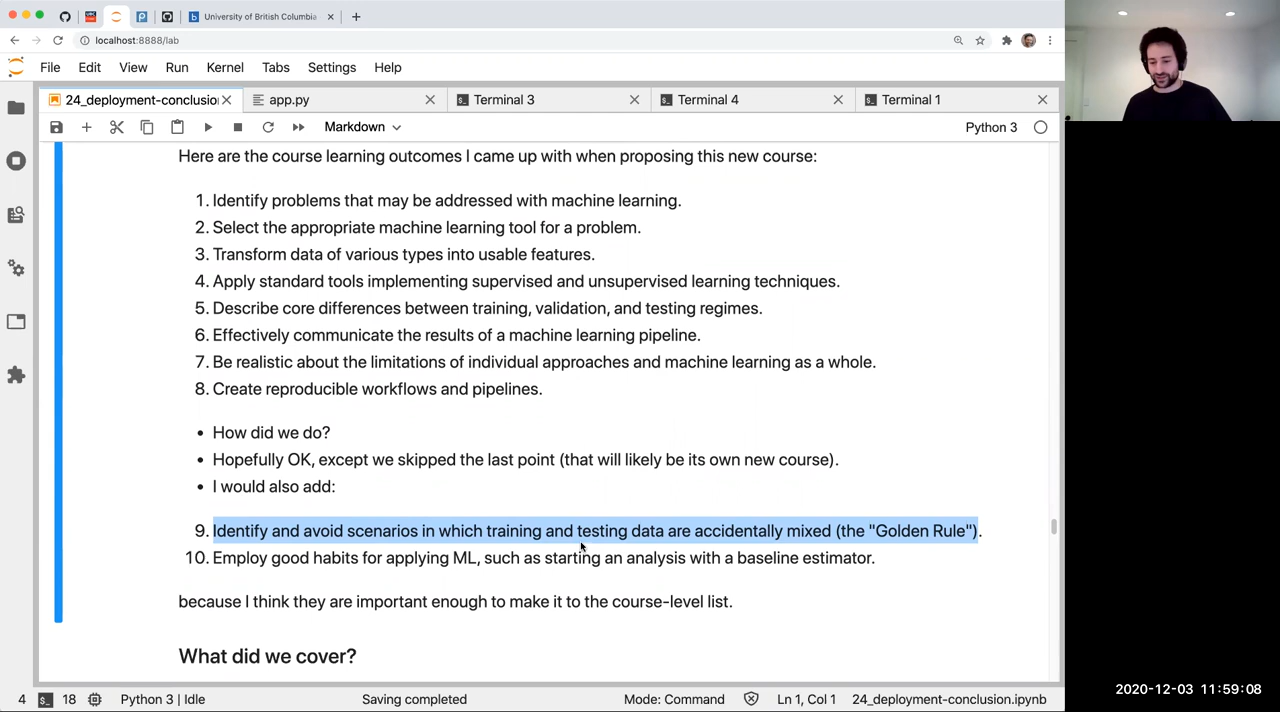 University of British Columbia
localhost:8888/lab
File Edit View Run Kernel Tabs Settings Help
24_deployment-conclusio
app.py
Terminal 3
Terminal 4
Terminal 1
Markdown
Python 3
Here are the course learning outcomes I came up with when proposing this new course:
1. Identify problems that may be addressed with machine learning.
2. Select the appropriate machine learning tool for a problem.
3. Transform data of various types into usable features.
4. Apply standard tools implementing supervised and unsupervised learning techniques.
5. Describe core differences between training, validation, and testing regimes.
6. Effectively communicate the results of a machine learning pipeline.
7. Be realistic about the limitations of individual approaches and machine learning as a whole.
8. Create reproducible workflows and pipelines.
• How did we do?
• Hopefully OK, except we skipped the last point (that will likely be its own new course).
• I would also add:
9. Identify and avoid scenarios in which training and testing data are accidentally mixed (the "Golden Rule").
10. Employ good habits for applying ML, such as starting an analysis with a baseline estimator.
because I think they are important enough to make it to the course-level list.
What did we cover?
4 18 Python 3 | Idle Saving completed Mode: Command Ln 1, Col 1 24_deployment-conclusion.ipynb
2020-12-03 11:59:08